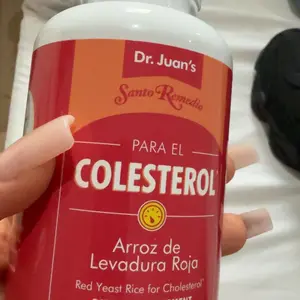 Dr. Juan's
Santo Remedio
PARA EL
COLESTEROL
Arroz de
Levadura Roja
Red Yeast Rice for Cholesterol